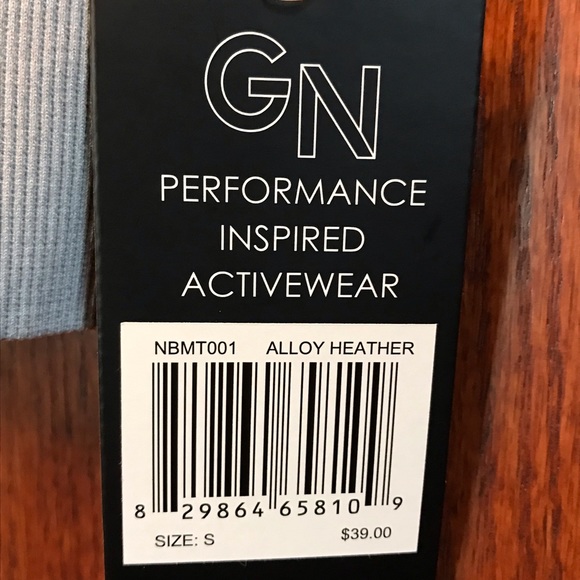 GN
PERFORMANCE
INSPIRED
ACTIVEWEAR
NBMT001 ALLOY HEATHER
8 29864 65810 9
SIZE: S $39.00